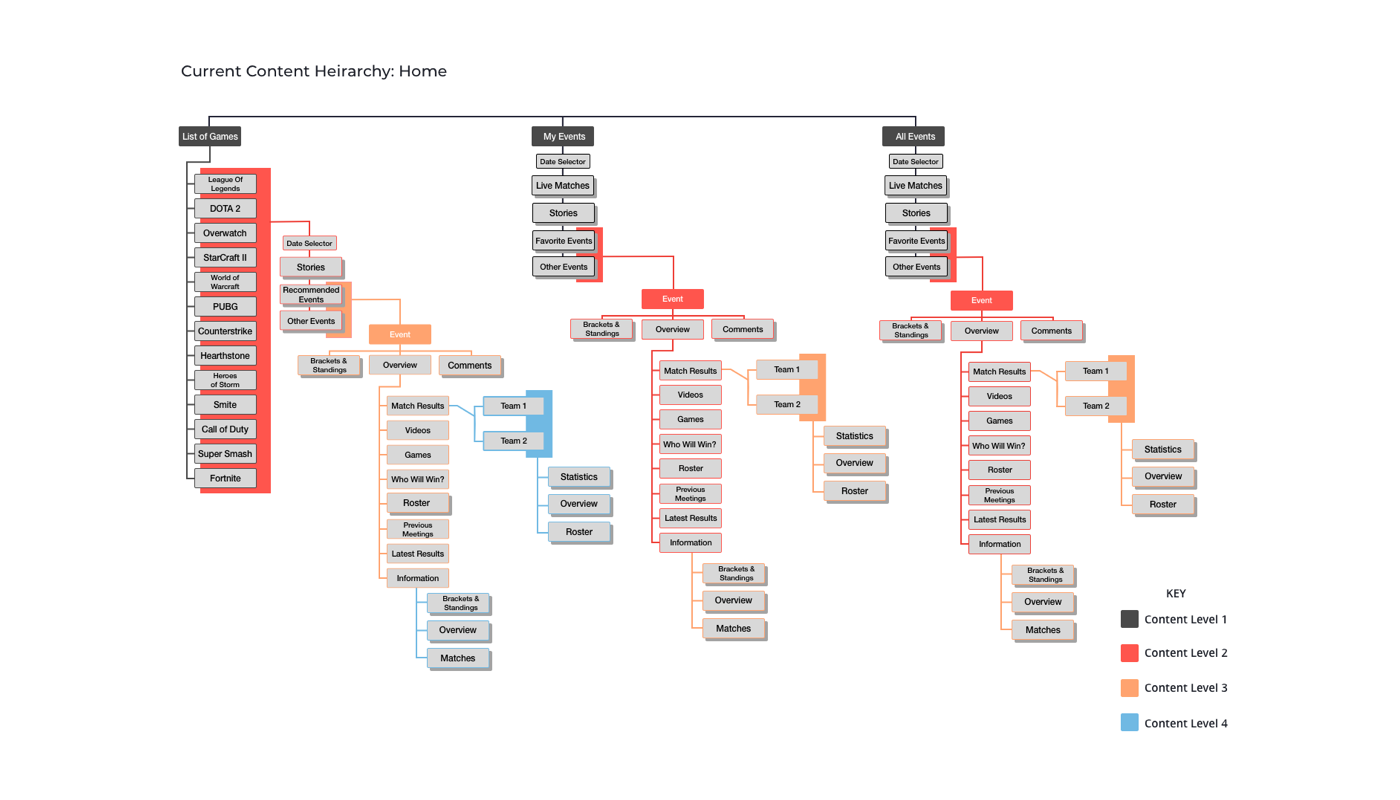 Current Content Heirarchy: Home
List of Games
League Of
Legends
DOTA 2
Overwatch
StarCraft II
World of
Warcraft
PUBG
Counterstrike
Hearthstone
Heroes
of Storm
Smite
Call of Duty
Super Smash
Fortnite
Date Selector
Stories
Recommended
Events
Other Events
Event
Brackets &
Standings
Overview
Comments
Match Results
Videos
Games
Who Will Win?
Roster
Previous
Meetings
Latest Results
Information
Team 1
Team 2
Statistics
Overview
Roster
Brackets &
Standings
Overview
Matches
My Events
Date Selector
Live Matches
Stories
Favorite Events
Other Events
Event
Brackets &
Standings
Overview
Comments
Match Results
Videos
Games
Who Will Win?
Roster
Previous
Meetings
Latest Results
Information
Team 1
Team 2
Statistics
Overview
Roster
Brackets &
Standings
Overview
Matches
All Events
Date Selector
Live Matches
Stories
Favorite Events
Other Events
Event
Brackets &
Standings
Overview
Comments
Match Results
Videos
Games
Who Will Win?
Roster
Previous
Meetings
Latest Results
Information
Team 1
Team 2
Statistics
Overview
Roster
Brackets &
Standings
Overview
Matches
KEY
Content Level 1
Content Level 2
Content Level 3
Content Level 4